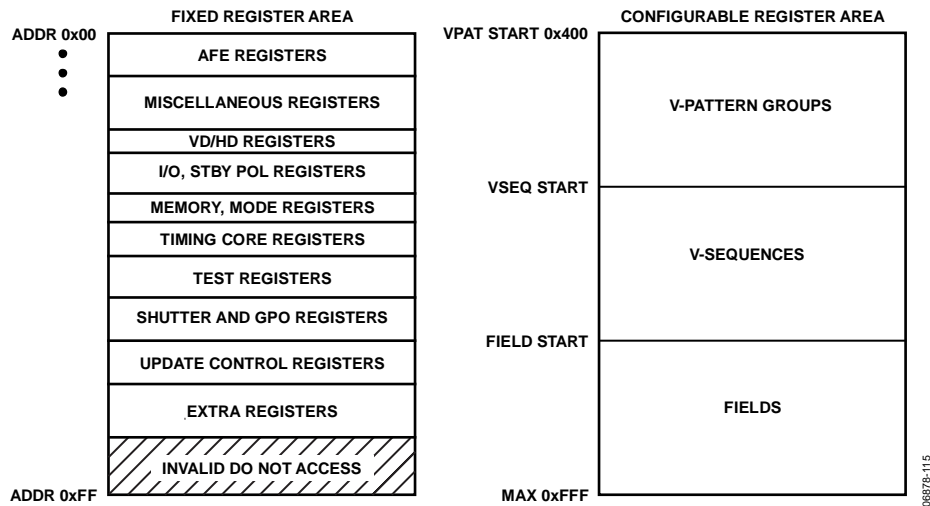 FIXED REGISTER AREA
ADDR 0x00
AFE REGISTERS
MISCELLANEOUS REGISTERS
VD/HD REGISTERS
I/O, STBY POL REGISTERS
MEMORY, MODE REGISTERS
TIMING CORE REGISTERS
TEST REGISTERS
SHUTTER AND GPO REGISTERS
UPDATE CONTROL REGISTERS
EXTRA REGISTERS
INVALID DO NOT ACCESS
ADDR 0xFF
CONFIGURABLE REGISTER AREA
VPAT START 0x400
V-PATTERN GROUPS
VSEQ START
V-SEQUENCES
FIELD START
FIELDS
MAX 0xFFF
06878-115